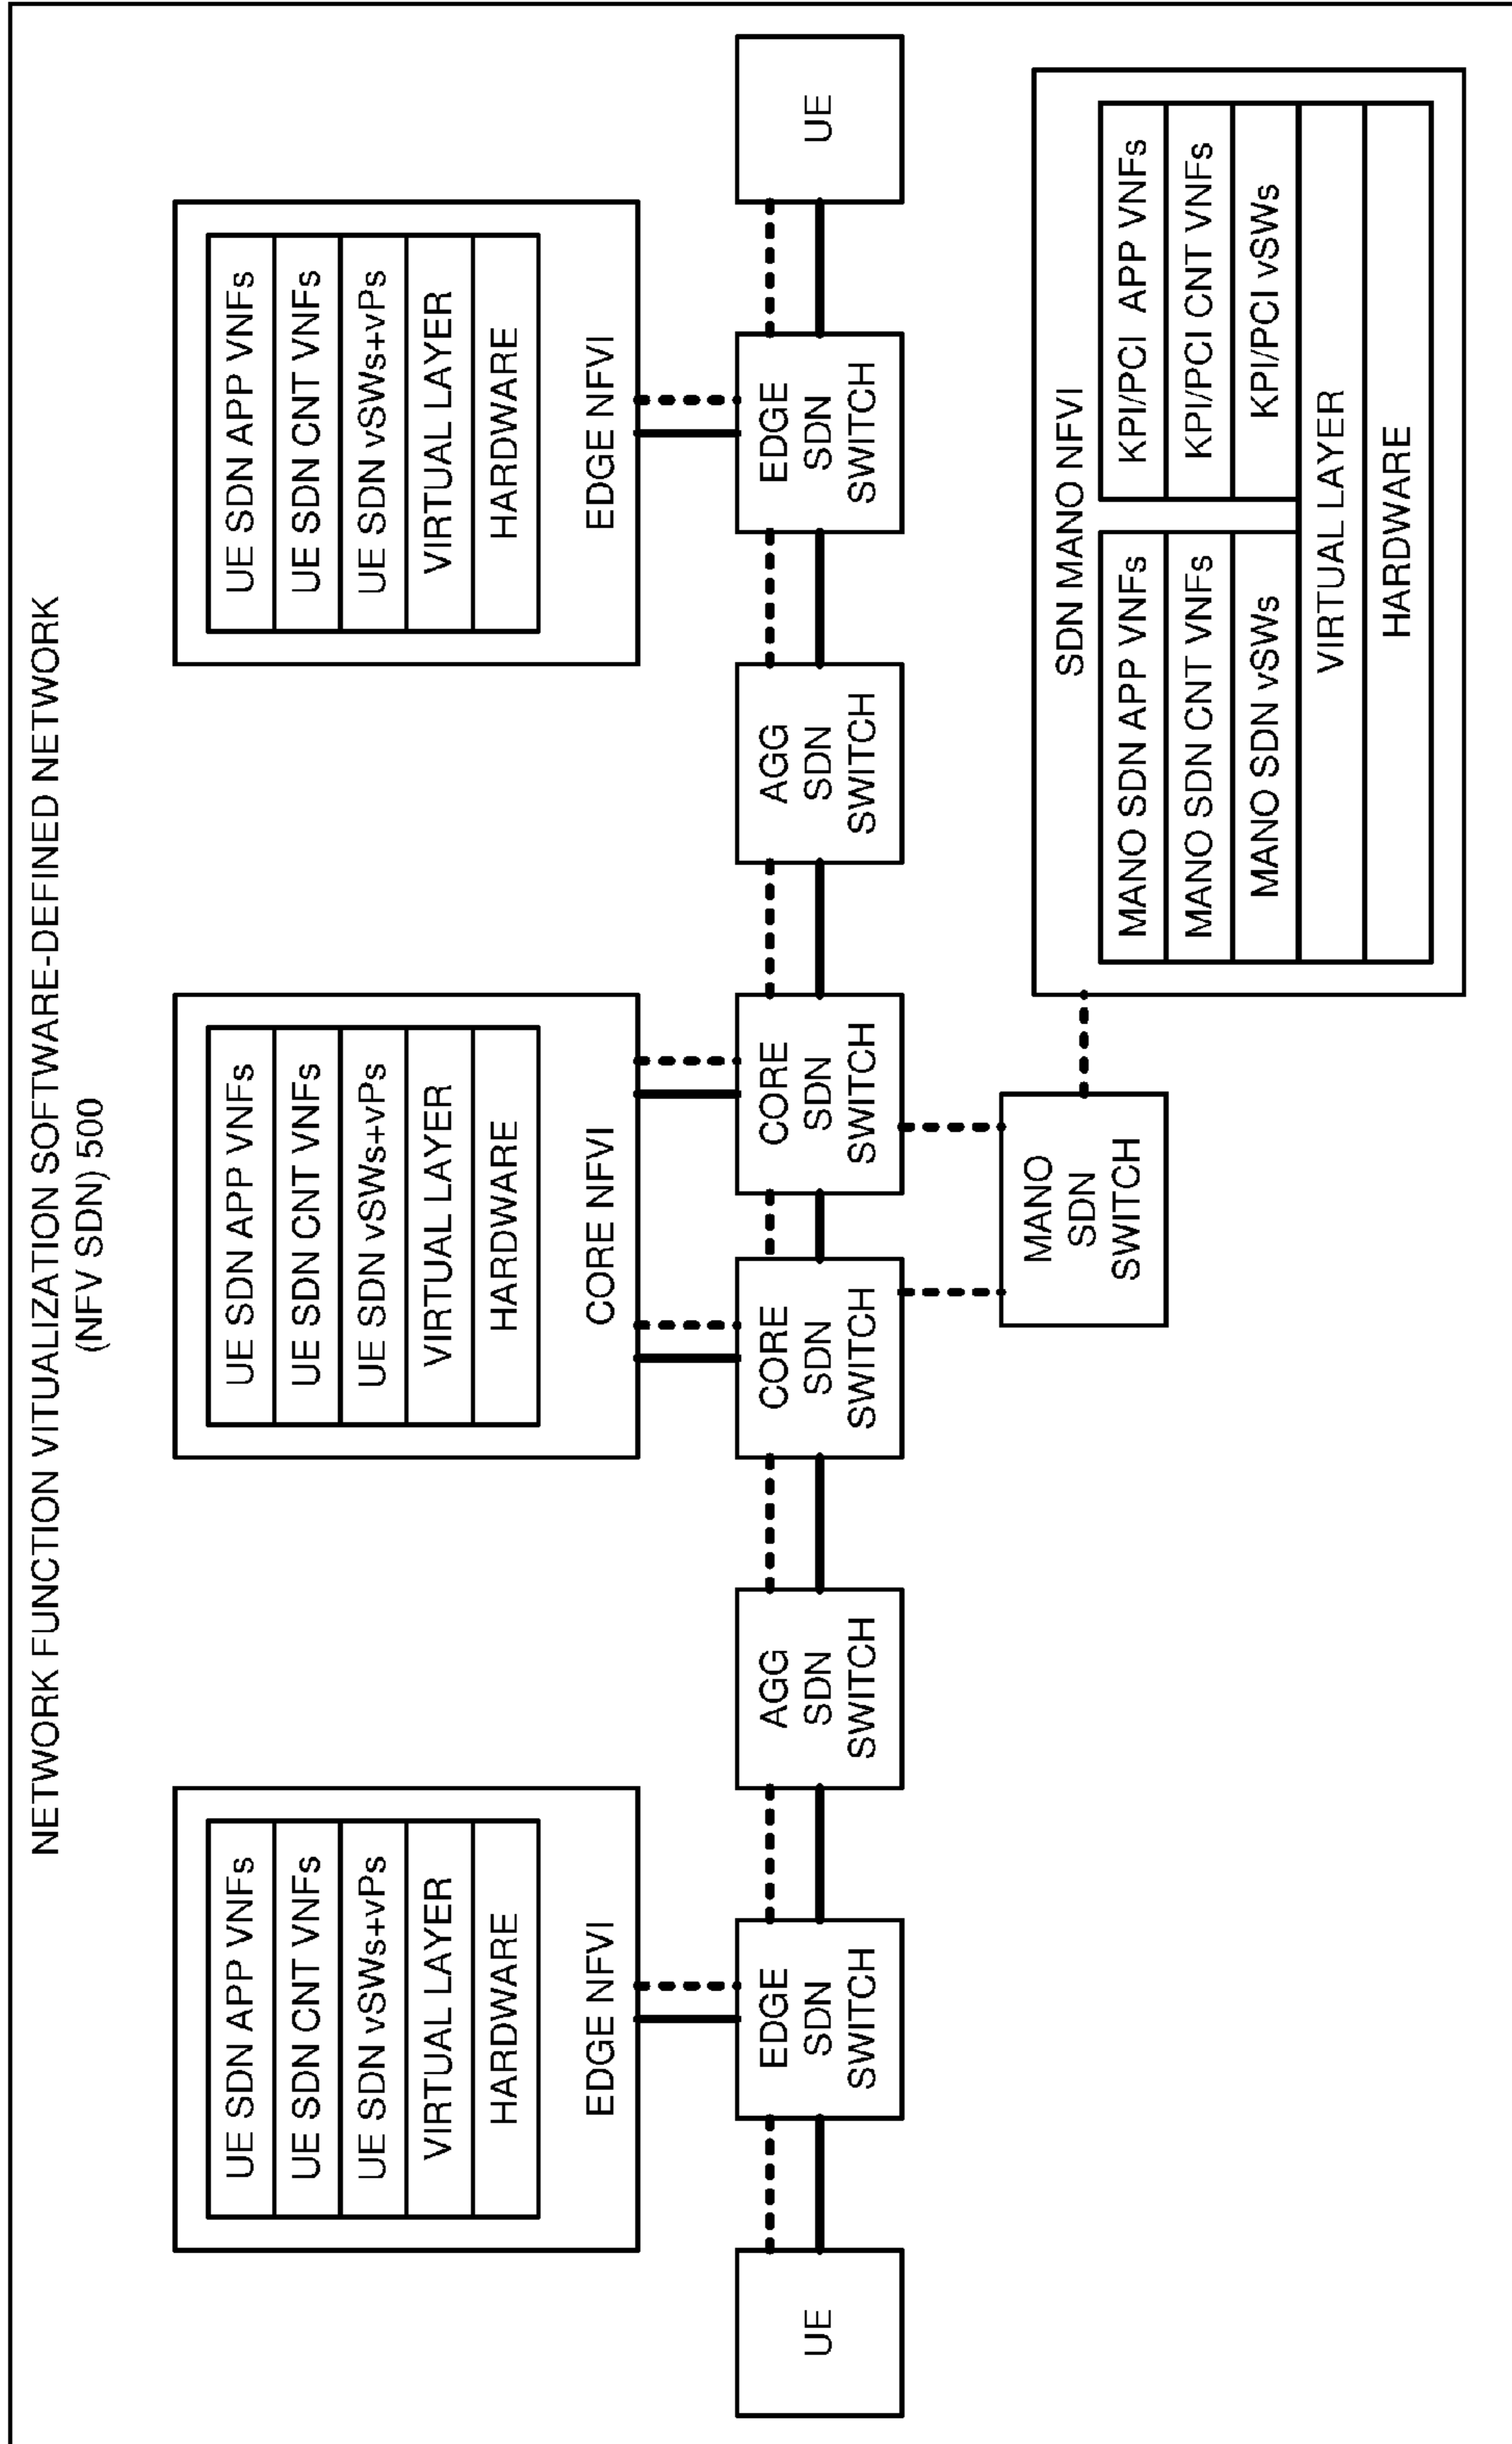 NETWORK FUNCTION VITUALIZATION SOFTWARE-DEFINED NETWORK
(NFV SDN) 500
UE SDN APP VNFs
UE SDN CNT VNFs
UE SDN vSWs+vPs
VIRTUAL LAYER
HARDWARE
EDGE NFVI
UE SDN APP VNFs
UE SDN CNT VNFs
UE SDN vSWs+vPs
VIRTUAL LAYER
HARDWARE
CORE NFVI
UE SDN APP VNFs
UE SDN CNT VNFs
UE SDN vSWs+vPs
VIRTUAL LAYER
HARDWARE
EDGE NFVI
UE
EDGE
SDN
SWITCH
AGG
SDN
SWITCH
CORE
SDN
SWITCH
CORE
SDN
SWITCH
AGG
SDN
SWITCH
EDGE
SDN
SWITCH
UE
MANO
SDN
SWITCH
SDN MANO NFVI
MANO SDN APP VNFs
MANO SDN CNT VNFs
MANO SDN vSWs
KPI/PCI APP VNFs
KPI/PCI CNT VNFs
KPI/PCI vSWs
VIRTUAL LAYER
HARDWARE